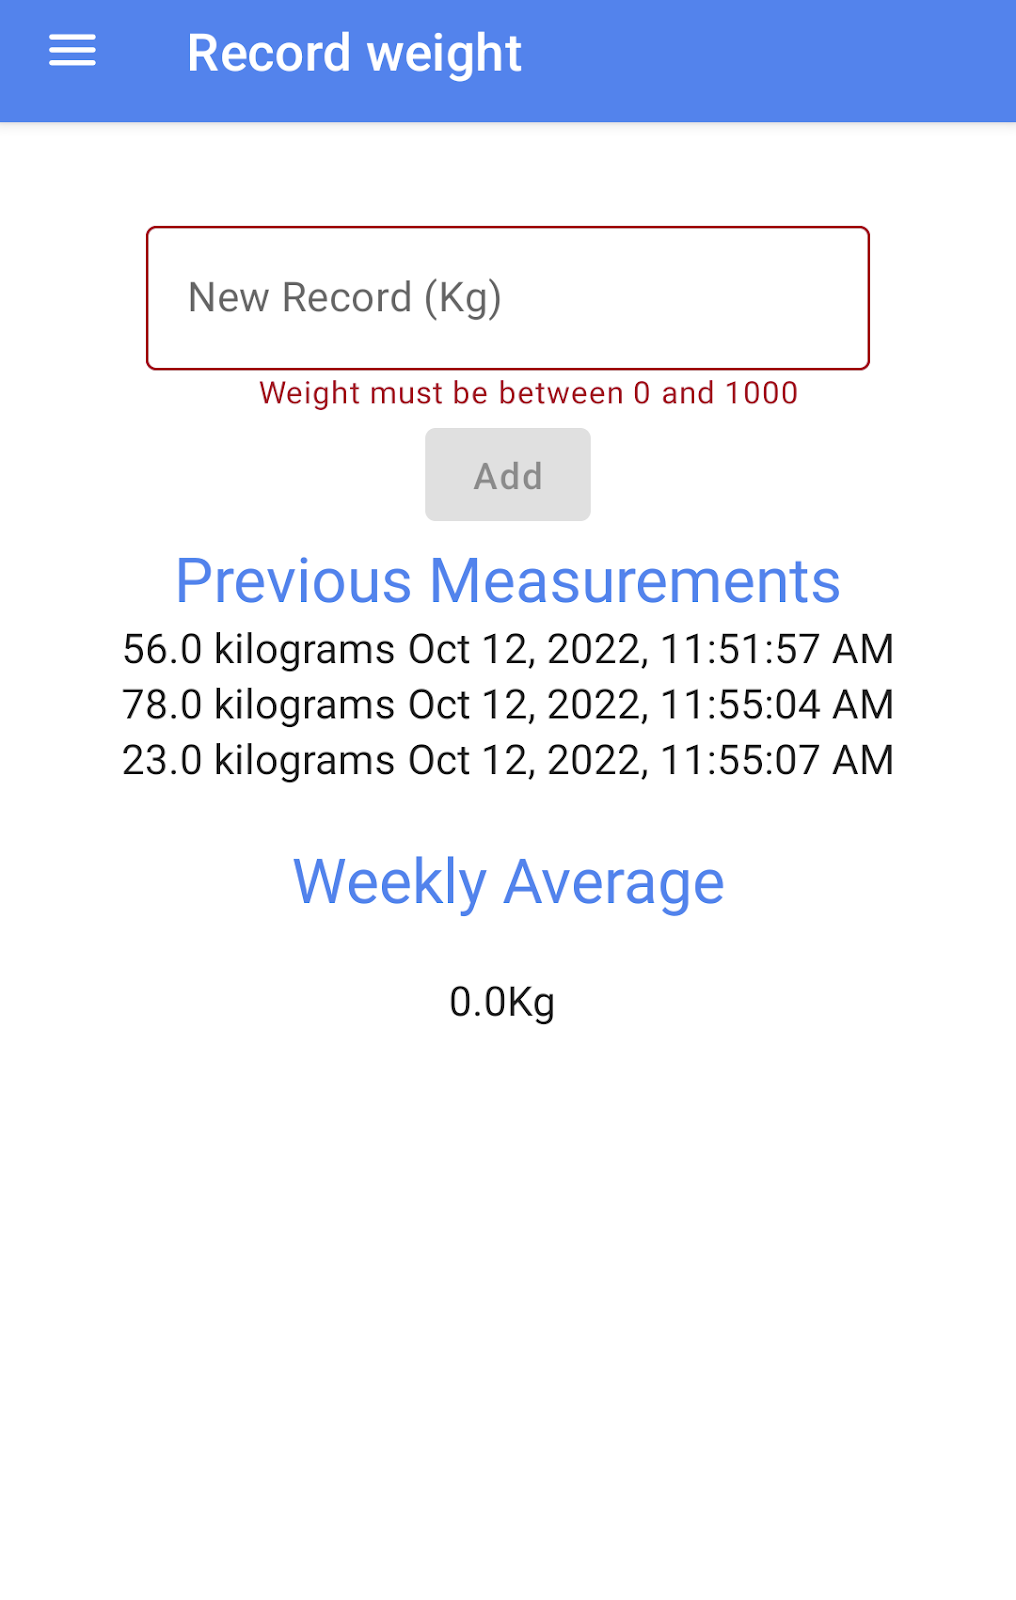 Record weight
New Record (Kg)
Weight must be between 0 and 1000
Add
Previous Measurements
56.0 kilograms Oct 12, 2022, 11:51:57 AM
78.0 kilograms Oct 12, 2022, 11:55:04 AM
23.0 kilograms Oct 12, 2022, 11:55:07 AM
Weekly Average
0.0Kg